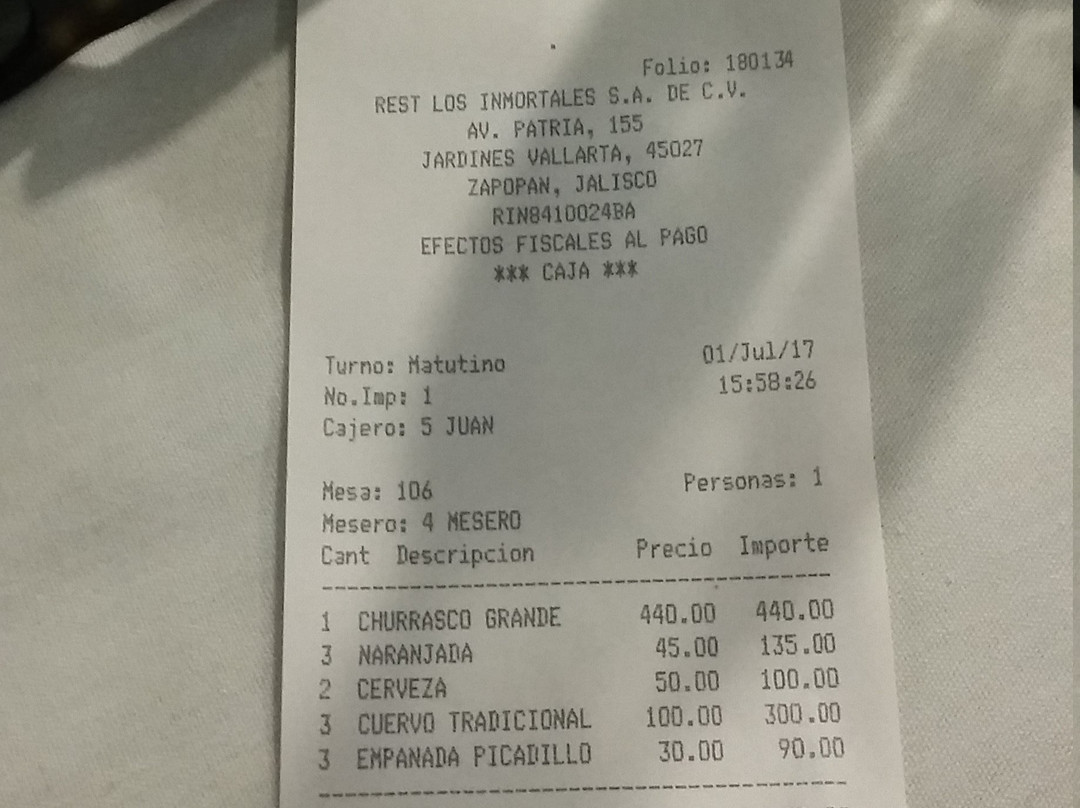 Folio: 180134
REST LOS INMORTALES S.A. DE C.V.
AV. PATRIA, 155
JARDINES VALLARTA, 45027
ZAPOPAN, JALISCO
RIN8410024BA
EFECTOS FISCALES AL PAGO
*** CAJA ***
Turno: Matutino 01/Jul/17
No.Imp: 1 15:58:26
Cajero: 5 JUAN
Mesa: 106 Personas: 1
Mesero: 4 MESERO
Cant Descripcion Precio Importe
1 CHURRASCO GRANDE 440.00 440.00
3 NARANJADA 45.00 135.00
2 CERVEZA 50.00 100.00
3 CUERVO TRADICIONAL 100.00 300.00
3 EMPANADA PICADILLO 30.00 90.00